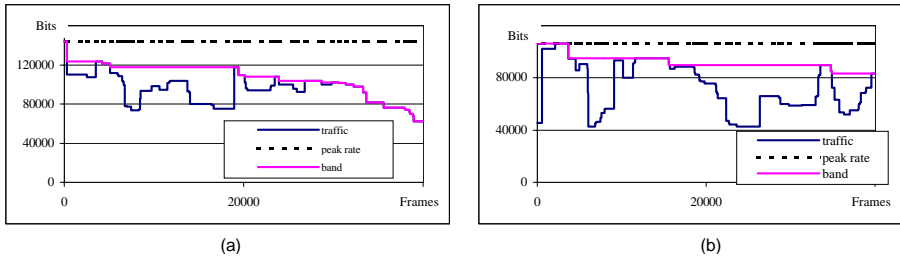 Bits
120000
80000
40000
0
0
20000
Frames
traffic
peak rate
band
(a)
Bits
80000
40000
0
0
20000
Frames
traffic
peak rate
band
(b)